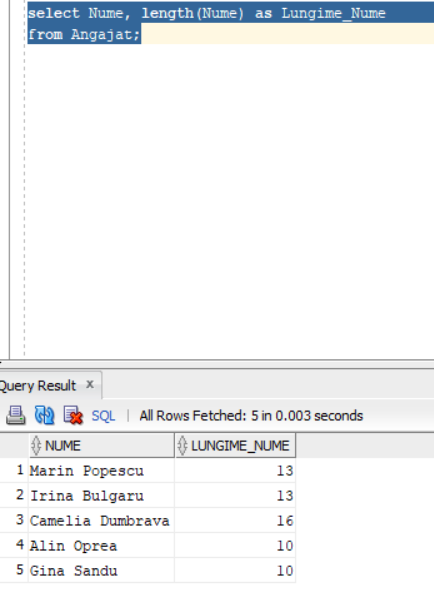 select Nume, length(Nume) as Lungime_Nume
from Angajat;
Query Result x
SQL | All Rows Fetched: 5 in 0.003 seconds
NUME LUNGIME_NUME
1 Marin Popescu 13
2 Irina Bulgaru 13
3 Camelia Dumbrava 16
4 Alin Oprea 10
5 Gina Sandu 10